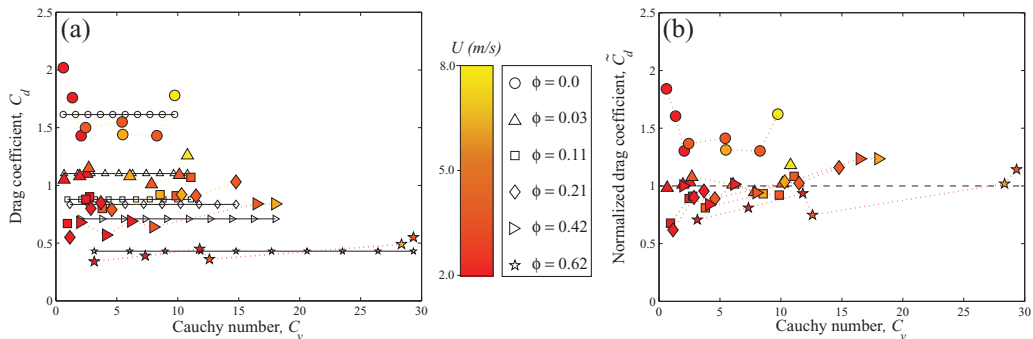 (a)
Drag coefficient, C_d
2.5
2
1.5
1
0.5
0
0 5 10 15 20 25 30
Cauchy number, C_y
U (m/s)
8.0
5.0
2.0
ϕ = 0.0
ϕ = 0.03
ϕ = 0.11
ϕ = 0.21
ϕ = 0.42
ϕ = 0.62
(b)
Normalized drag coefficient, C̃_d
2.5
2
1.5
1
0.5
0
0 5 10 15 20 25 30
Cauchy number, C_y